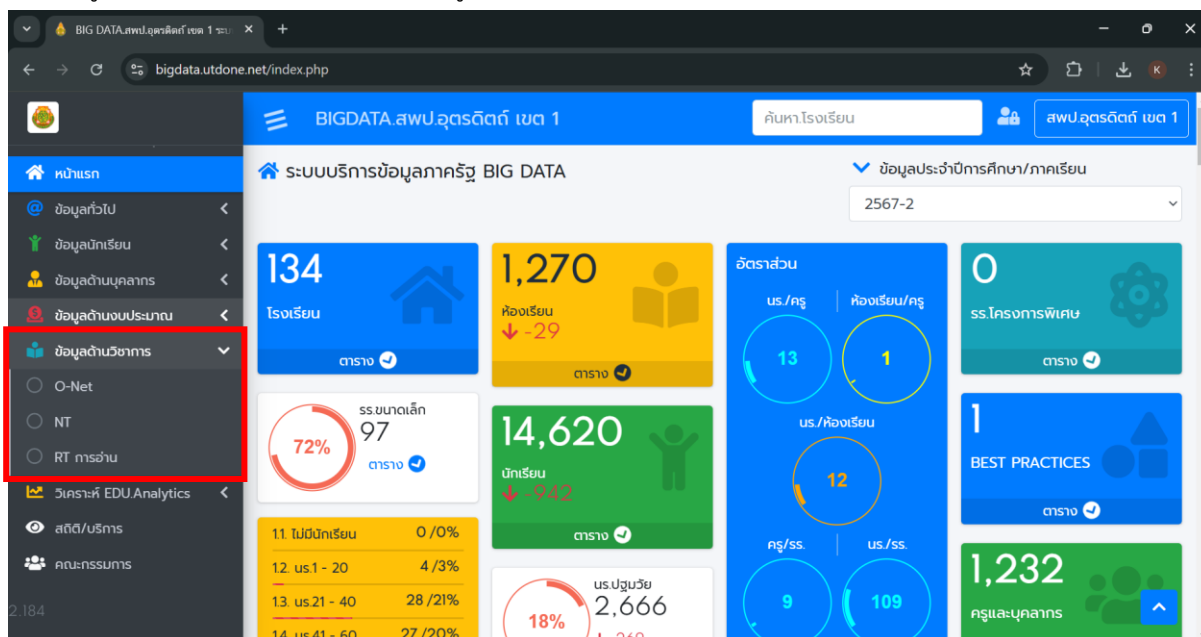 BIG DATA.สพป.อุตรดิตถ์ เขต 1 ระบ
bigdata.utdone.net/index.php
K
BIGDATA.สพป.อุตรดิตถ์ เขต 1
ค้นหา.โรงเรียน
สพป.อุตรดิตถ์ เขต 1
หน้าแรก
ข้อมูลทั่วไป
ข้อมูลนักเรียน
ข้อมูลด้านบุคลากร
ข้อมูลด้านงบประมาณ
ข้อมูลด้านวิชาการ
O-Net
NT
RT การอ่าน
วิเคราะห์ EDU.Analytics
สถิติ/บริการ
คณะกรรมการ
2.184
ระบบบริการข้อมูลภาครัฐ BIG DATA
ข้อมูลประจำปีการศึกษา/ภาคเรียน
2567-2
134
โรงเรียน
ตาราง
72%
รร.ขนาดเล็ก
97
ตาราง
1.1. ไม่มีนักเรียน 0 /0%
1.2. นร.1 - 20 4 /3%
1.3. นร.21 - 40 28 /21%
1.4. นร.41 - 60 27 /20%
1,270
ห้องเรียน
-29
ตาราง
14,620
นักเรียน
-942
ตาราง
18%
นร.ปฐมวัย
2,666
อัตราส่วน
นร./ครู ห้องเรียน/ครู
13 1
นร./ห้องเรียน
12
ครู/รร. นร./รร.
9 109
0
รร.โครงการพิเศษ
ตาราง
1
BEST PRACTICES
ตาราง
1,232
ครูและบุคลากร